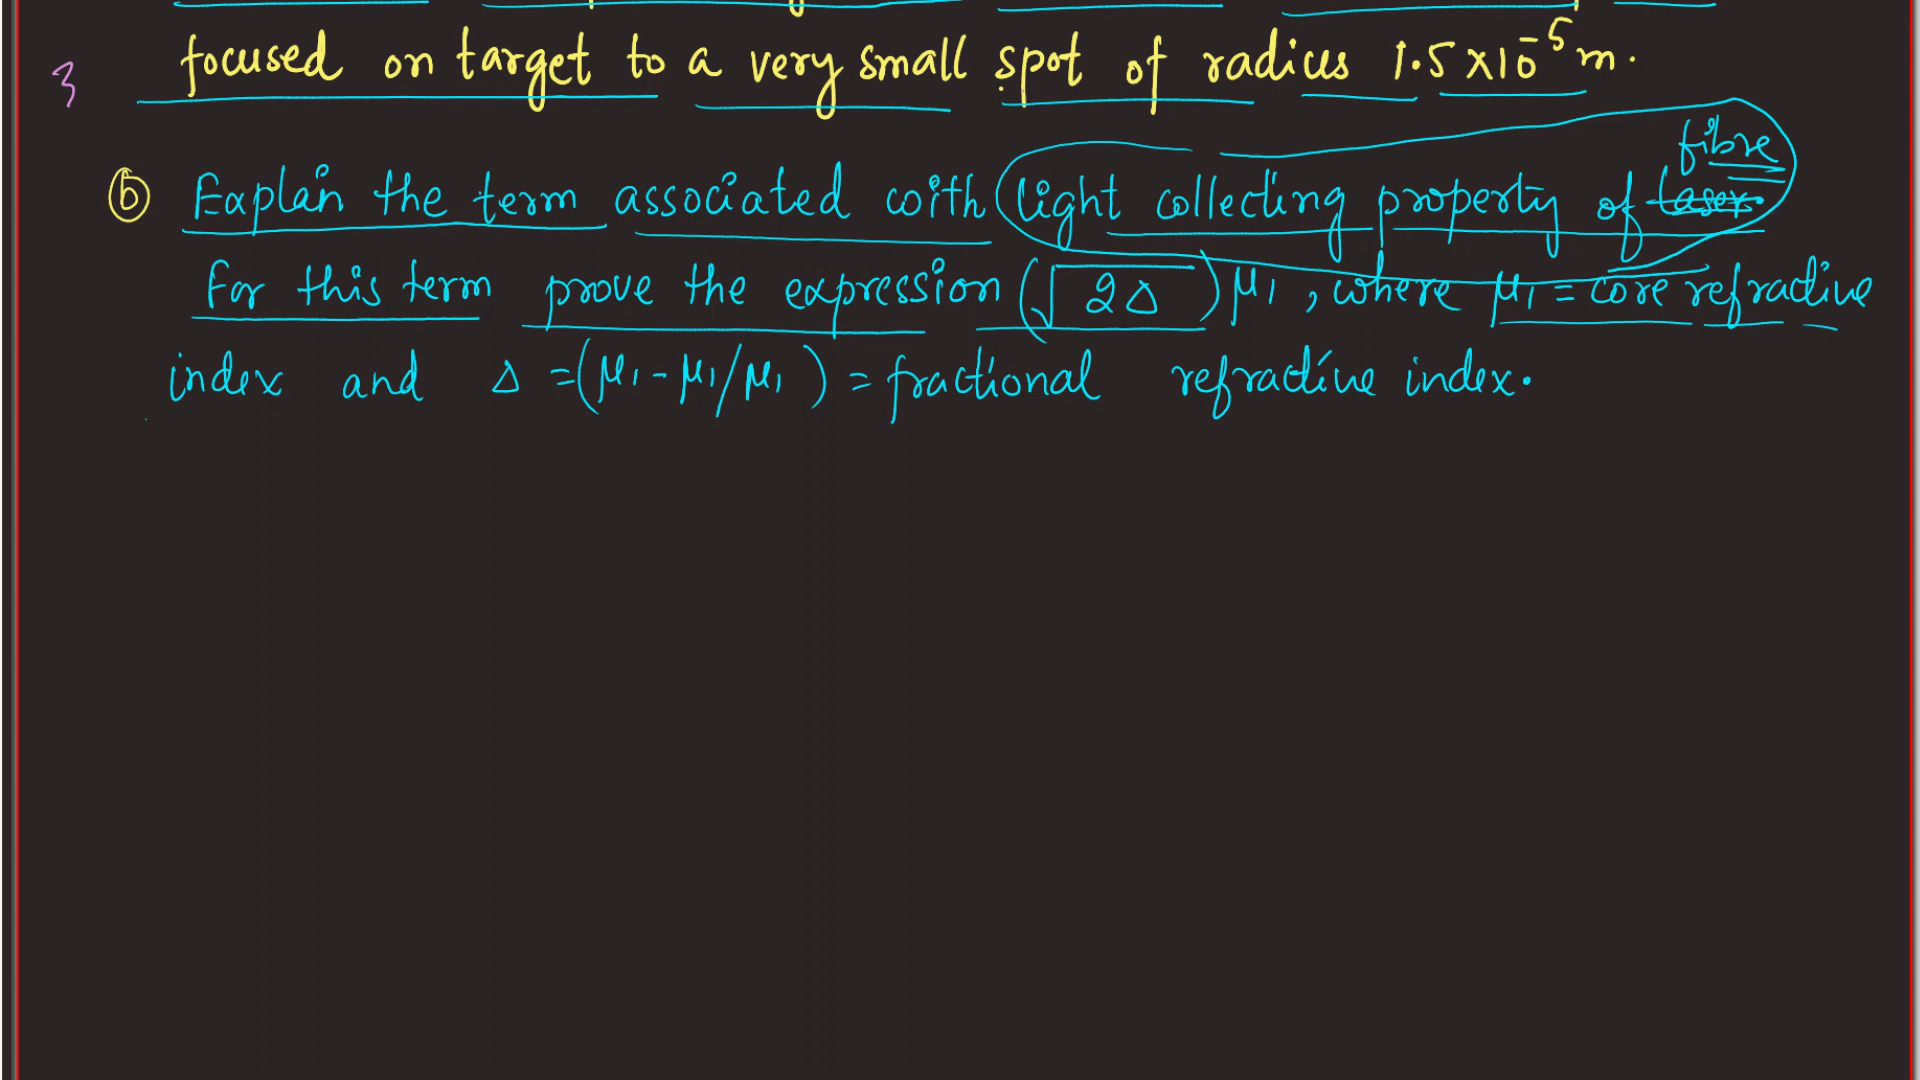 focused on target to a very small spot of radius 1.5 x 10⁻⁵ m.
3
fibre
ⓑ Explain the term associated with light collecting property of ~~laser~~
For this term prove the expression (√2Δ) μ₁, where μ₁ = core refractive
index and Δ = (μ₁ - μ₁/μ₁) = fractional refractive index.